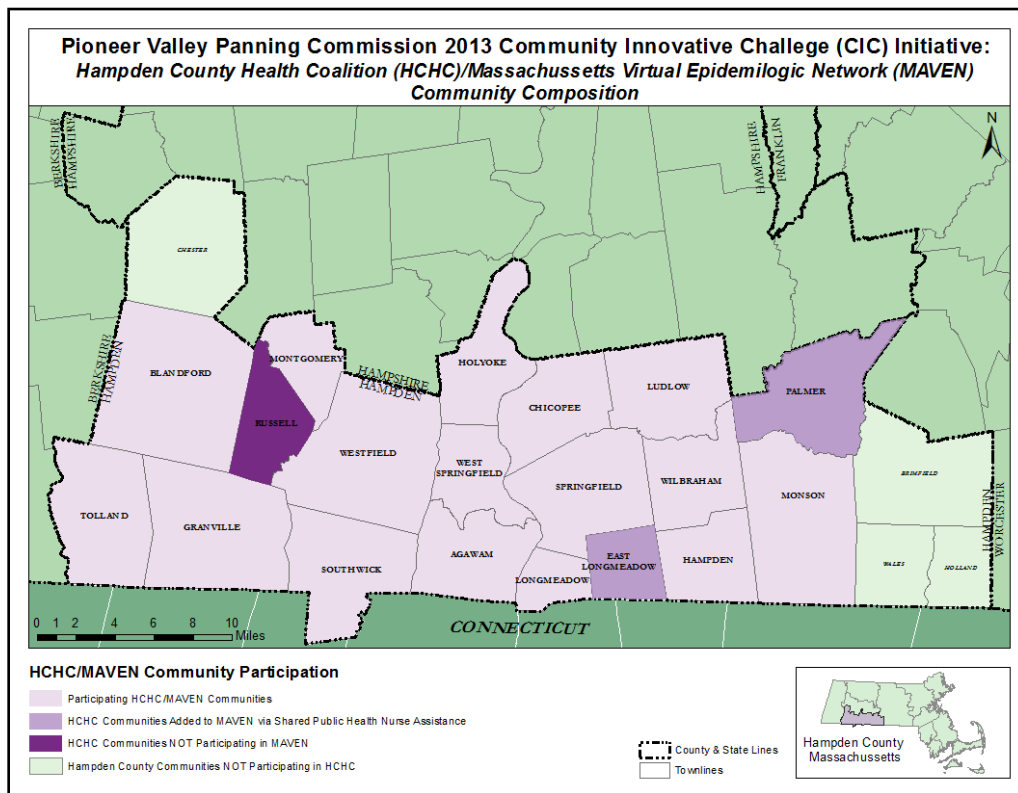 Pioneer Valley Panning Commission 2013 Community Innovative Challege (CIC) Initiative:
Hampden County Health Coalition (HCHC)/Massachussetts Virtual Epidemilogic Network (MAVEN)
Community Composition
N
BERKSHIRE
HAMPSHIRE
HAMPSHIRE
FRANKLIN
CHESTER
BERKSHIRE
HAMPDEN
BLANDFORD
MONTGOMERY
HAMPSHIRE
HAMPDEN
HOLYOKE
CHICOPEE
LUDLOW
PALMER
RUSSELL
WESTFIELD
WEST
SPRINGFIELD
SPRINGFIELD
WILBRAHAM
MONSON
BRIMFIELD
HAMPDEN
WORCESTER
TOLLAND
GRANVILLE
SOUTHWICK
AGAWAM
LONGMEADOW
EAST
LONGMEADOW
HAMPDEN
WALES
HOLLAND
CONNECTICUT
0 1 2 4 6 8 10
Miles
HCHC/MAVEN Community Participation
Participating HCHC/MAVEN Communities
HCHC Communities Added to MAVEN via Shared Public Health Nurse Assistance
HCHC Communities NOT Participating in MAVEN
Hampden County Communities NOT Participating in HCHC
County & State Lines
Townlines
Hampden County
Massachusetts